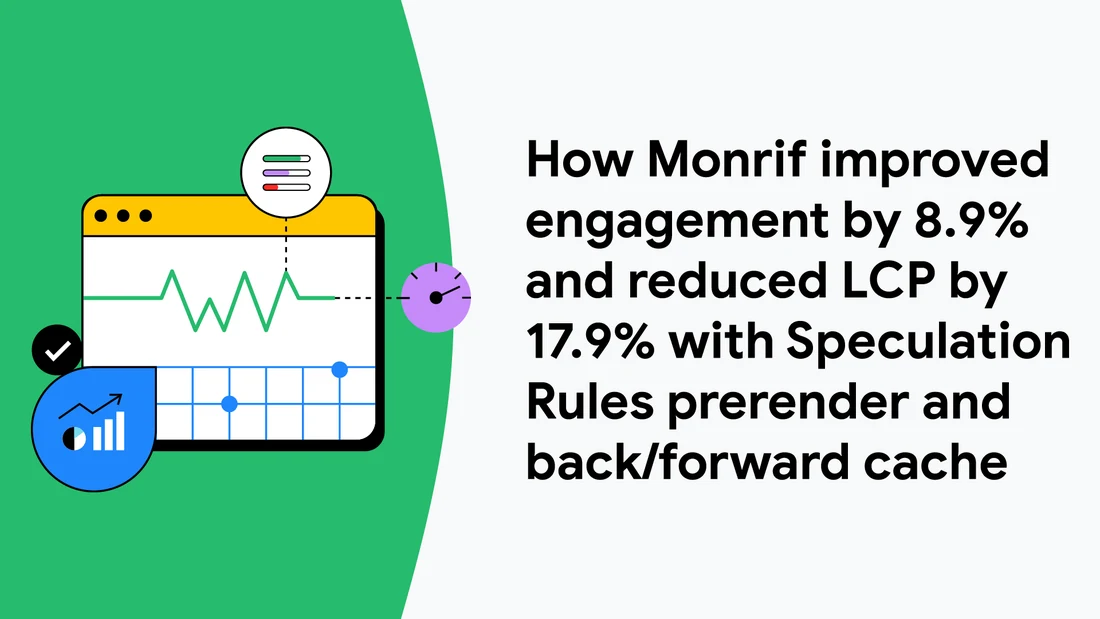 How Monrif improved
engagement by 8.9%
and reduced LCP by
17.9% with Speculation
Rules prerender and
back/forward cache